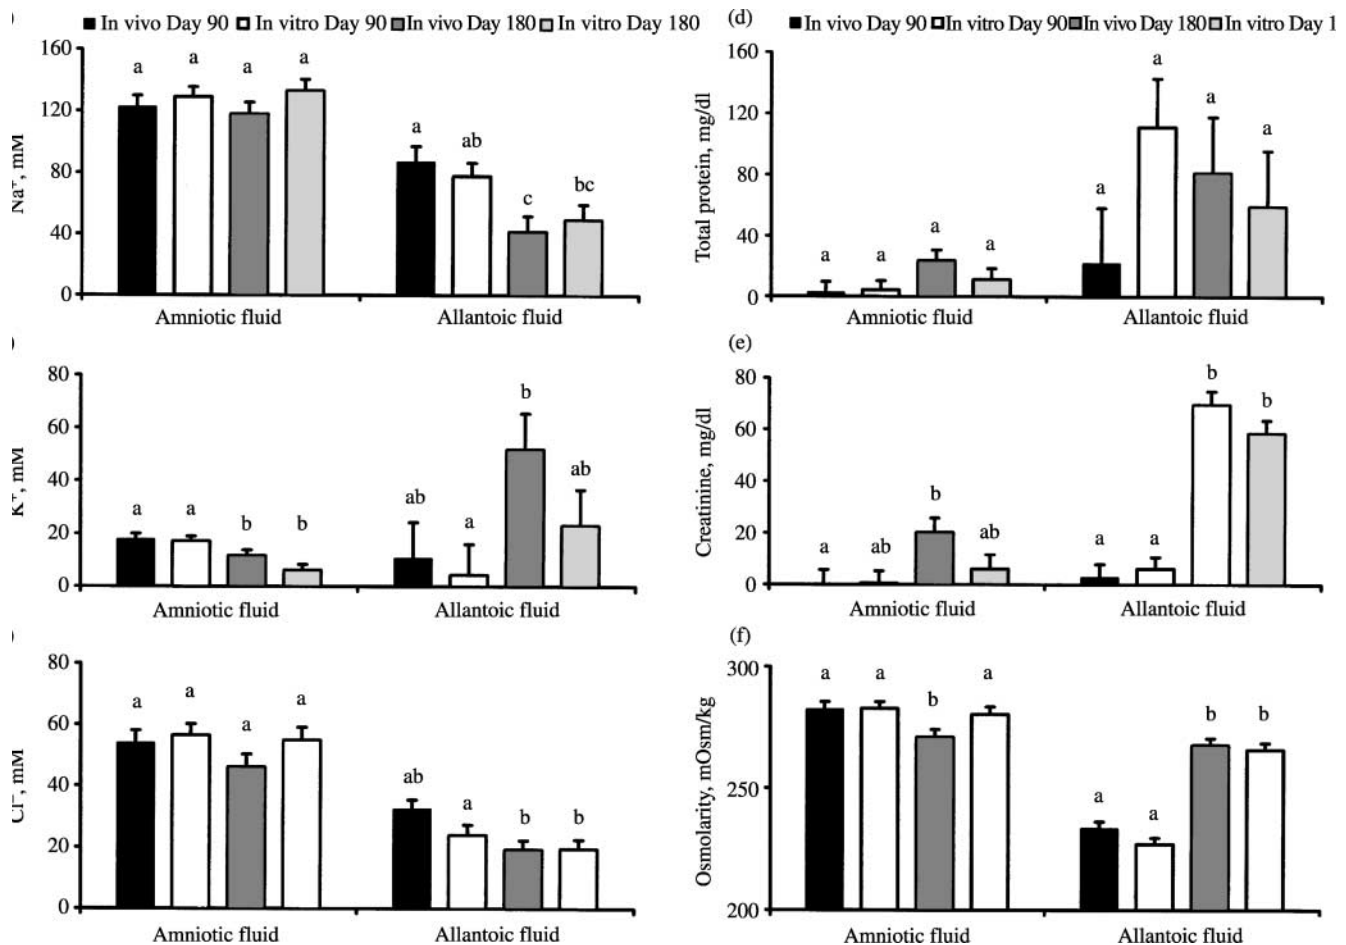 In vivo Day 90 In vitro Day 90 In vivo Day 180 In vitro Day 180
160
120
80
40
0
Na+, mM
a a a a
a ab c bc
Amniotic fluid Allantoic fluid
80
60
40
20
0
K+, mM
a a b b
ab a b ab
Amniotic fluid Allantoic fluid
80
60
40
20
0
Cl−, mM
a a a a
ab a b b
Amniotic fluid Allantoic fluid
(d)
In vivo Day 90 In vitro Day 90 In vivo Day 180 In vitro Day 1
160
120
80
40
0
Total protein, mg/dl
a a a a
a a a a
Amniotic fluid Allantoic fluid
(e)
80
60
40
20
0
Creatinine, mg/dl
a ab b ab
a a b b
Amniotic fluid Allantoic fluid
(f)
300
250
200
Osmolarity, mOsm/kg
a a b a
a a b b
Amniotic fluid Allantoic fluid